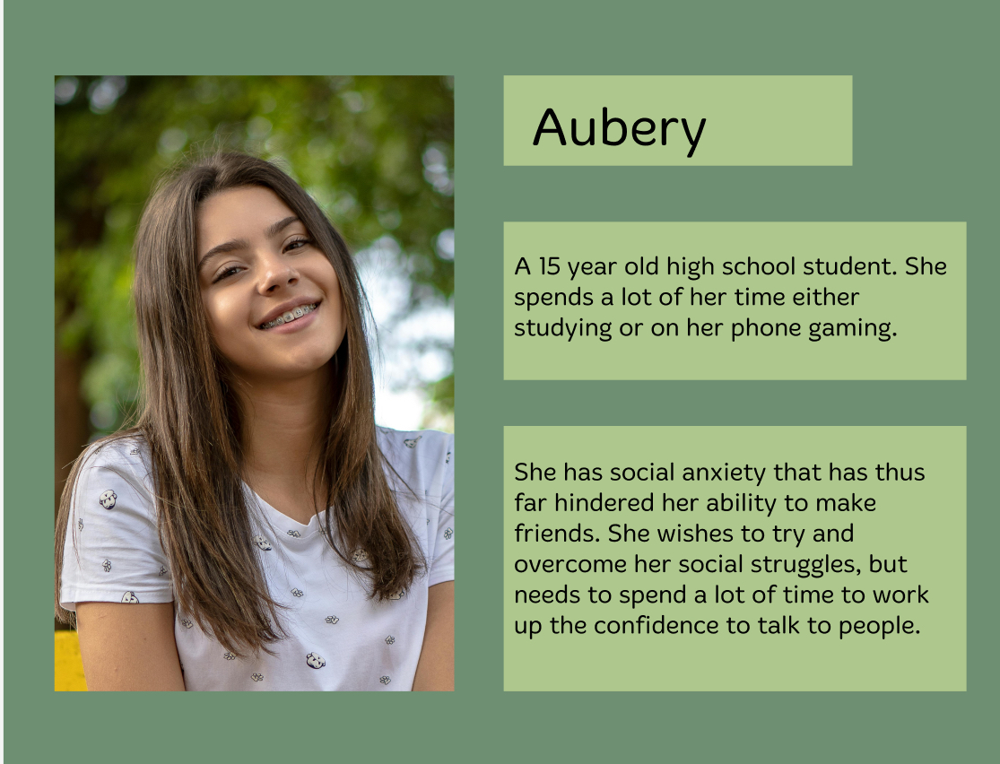 Aubery
A 15 year old high school student. She
spends a lot of her time either
studying or on her phone gaming.
She has social anxiety that has thus
far hindered her ability to make
friends. She wishes to try and
overcome her social struggles, but
needs to spend a lot of time to work
up the confidence to talk to people.